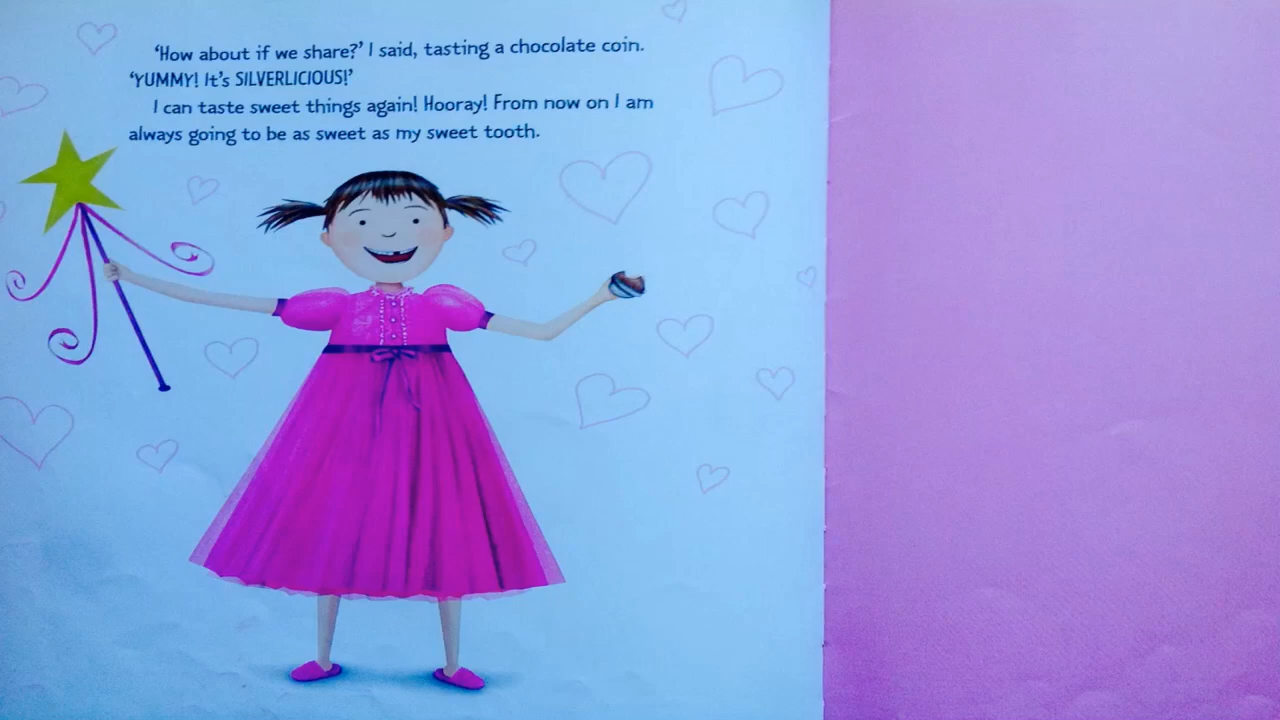 ‘How about if we share?’ I said, tasting a chocolate coin.
‘YUMMY! It’s SILVERLICIOUS!’
I can taste sweet things again! Hooray! From now on I am
always going to be as sweet as my sweet tooth.